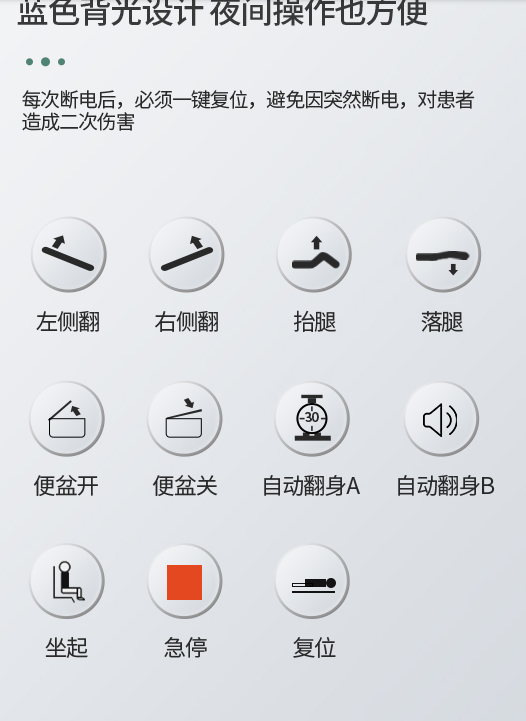 蓝色背光设计 夜间操作也方便
每次断电后，必须一键复位，避免因突然断电，对患者
造成二次伤害
左侧翻 右侧翻 抬腿 落腿
30
便盆开 便盆关 自动翻身A 自动翻身B
坐起 急停 复位